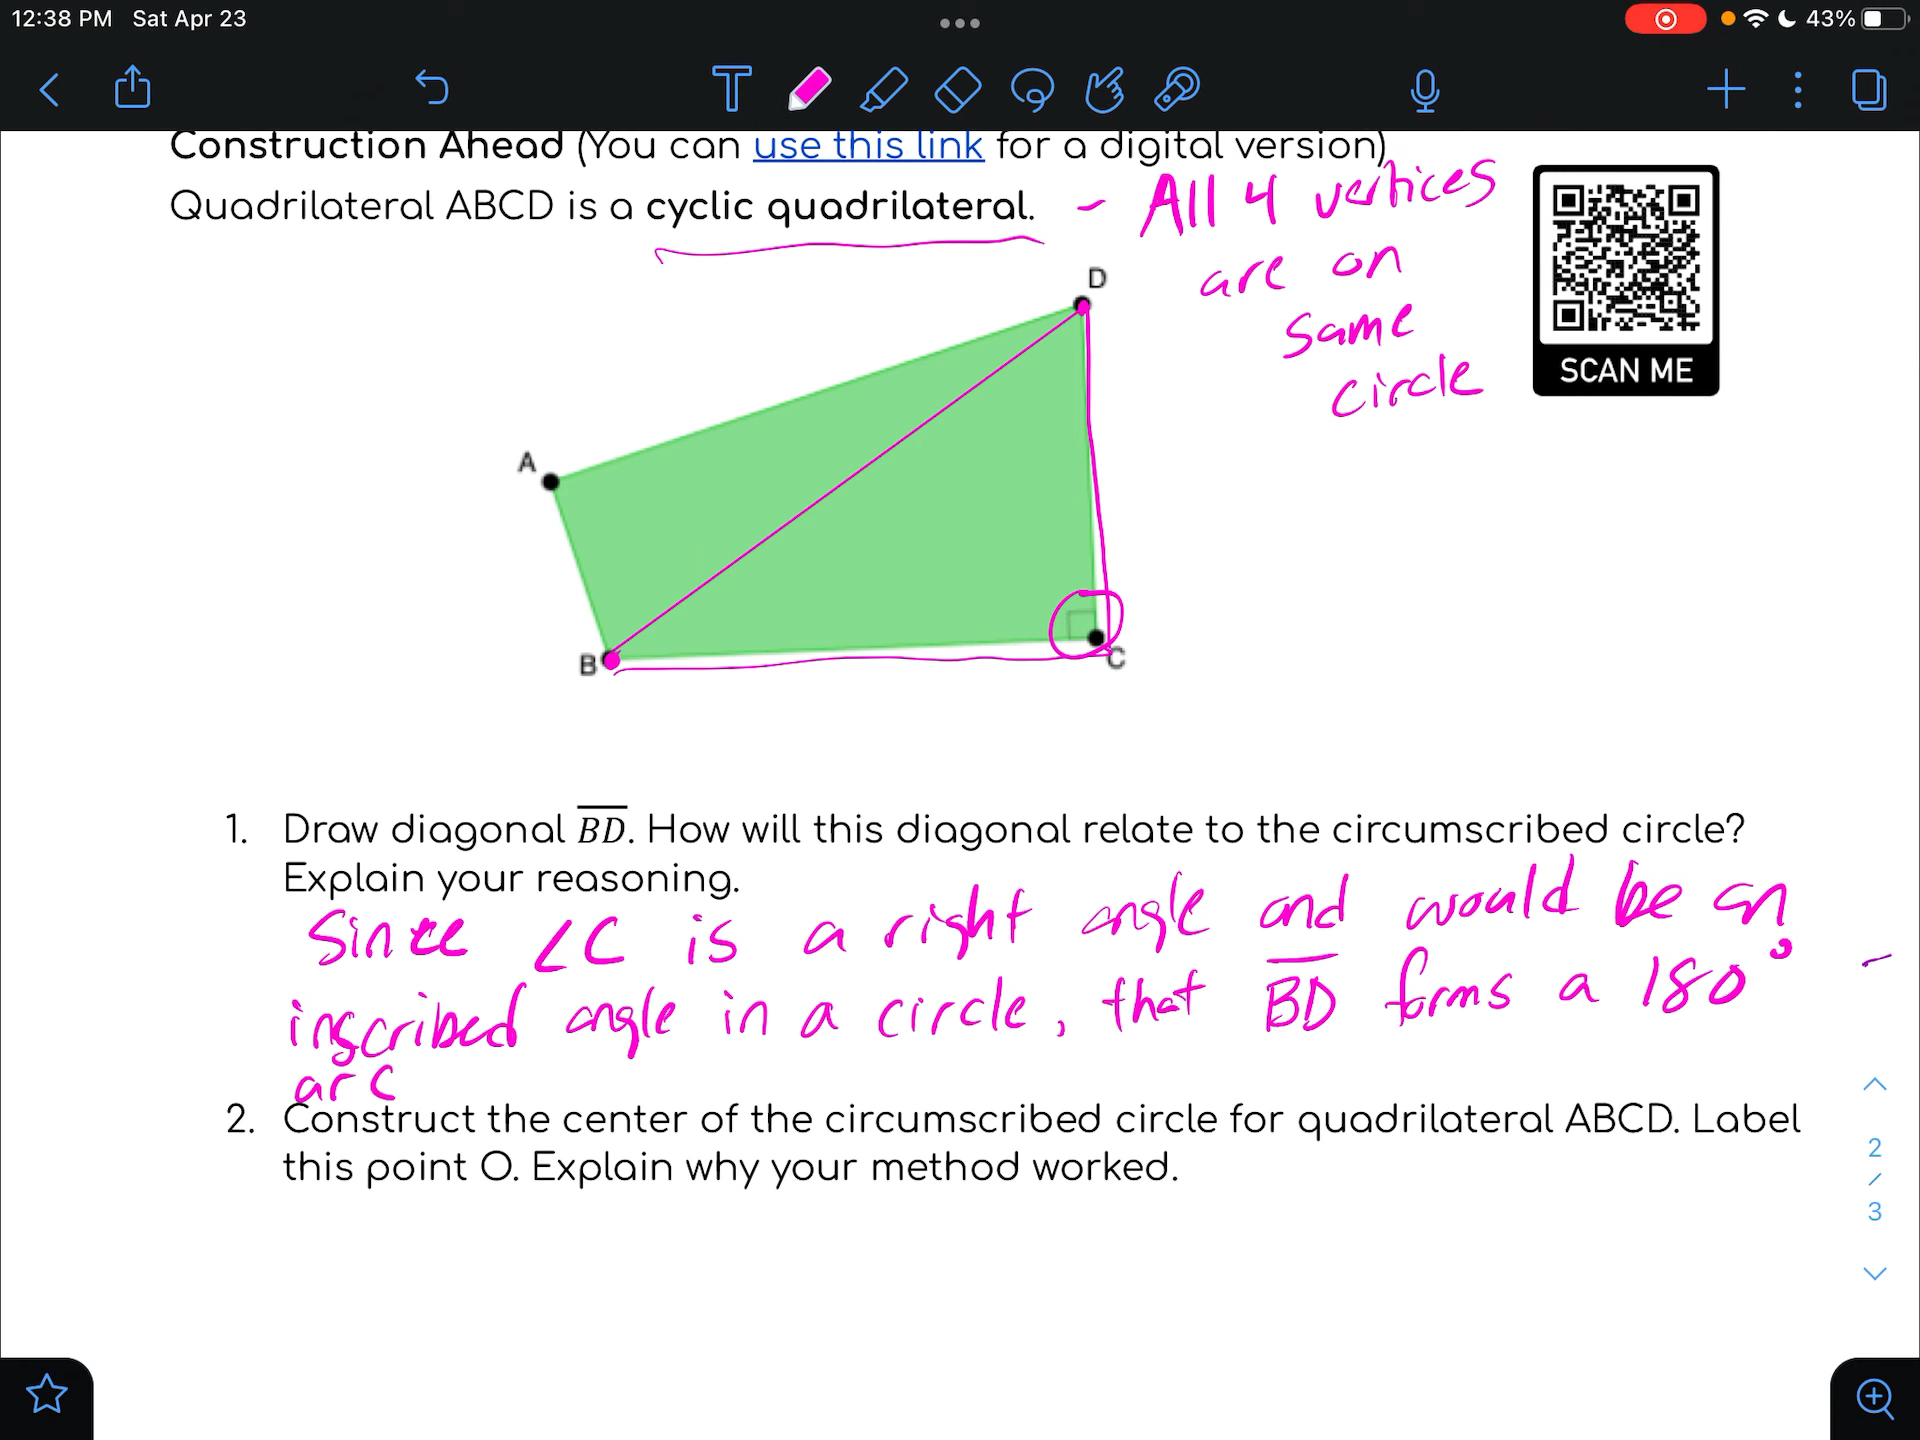 12:38 PM Sat Apr 23
43%
Construction Ahead (You can use this link for a digital version)
Quadrilateral ABCD is a cyclic quadrilateral. - All 4 vertices
are on
same
circle
SCAN ME
D
A
B
C
1. Draw diagonal BD. How will this diagonal relate to the circumscribed circle?
Explain your reasoning.
Since ∠C is a right angle and would be an
inscribed angle in a circle, that BD forms a 180°
arc
2. Construct the center of the circumscribed circle for quadrilateral ABCD. Label
this point O. Explain why your method worked.
2
/
3